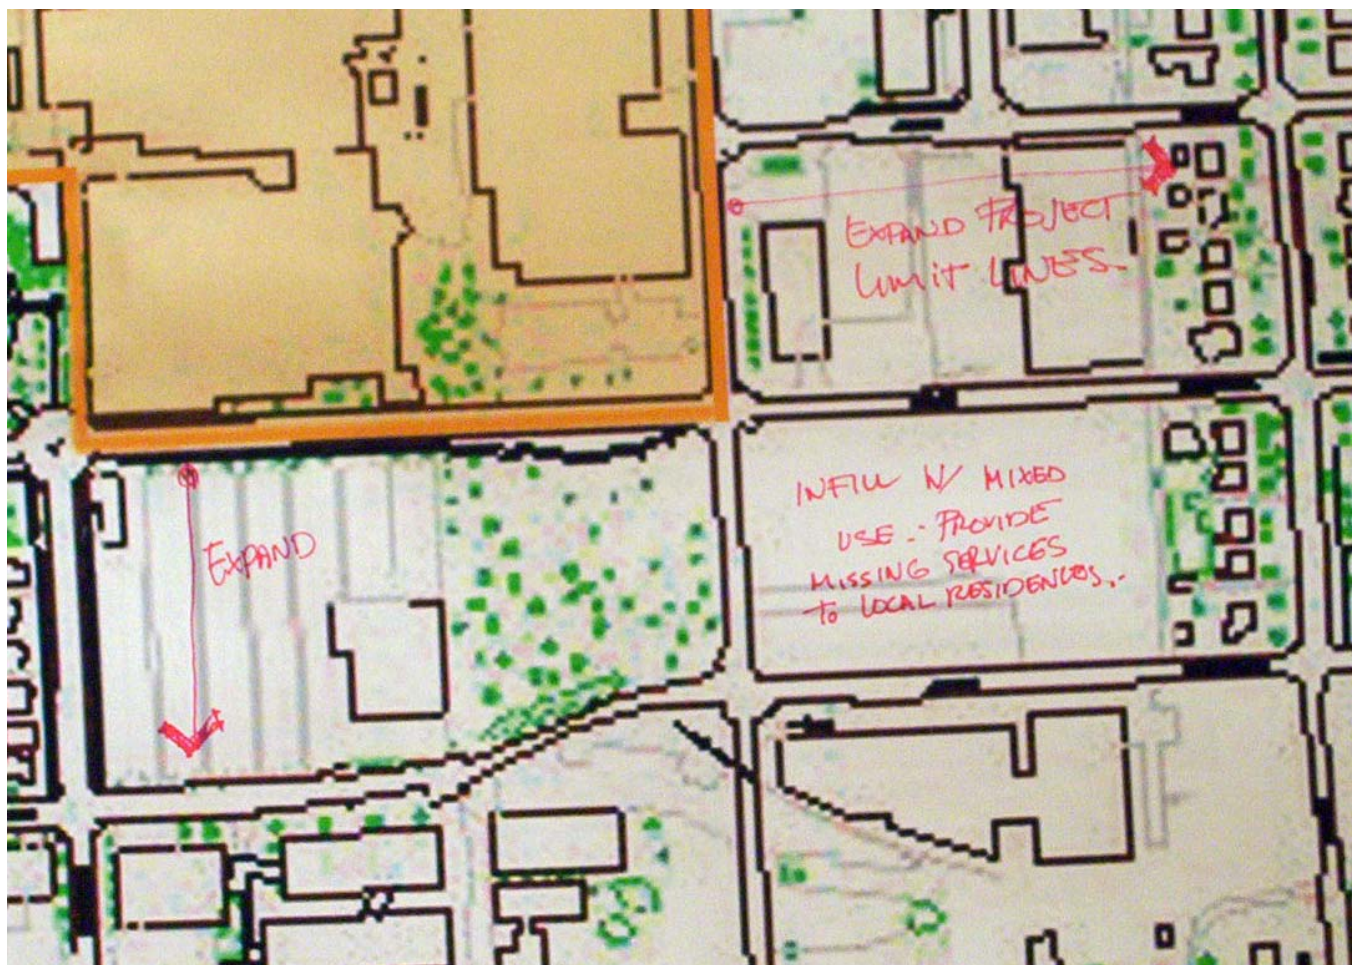 EXPAND PROJECT
LIMIT LINES.
INFILL W/ MIXED
USE - PROVIDE
MISSING SERVICES
TO LOCAL RESIDENCES.-
EXPAND